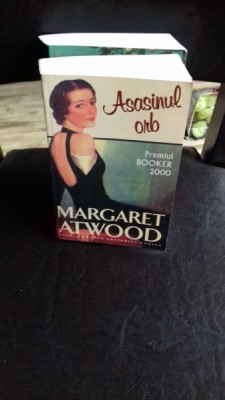 Asasinul
orb
Premiul
BOOKER
2000
MARGARET
ATWOOD